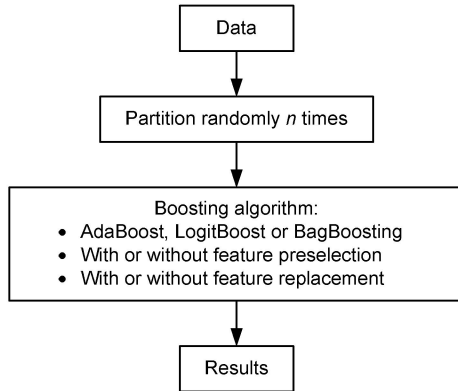 Data
Partition randomly n times
Boosting algorithm:
• AdaBoost, LogitBoost or BagBoosting
• With or without feature preselection
• With or without feature replacement
Results